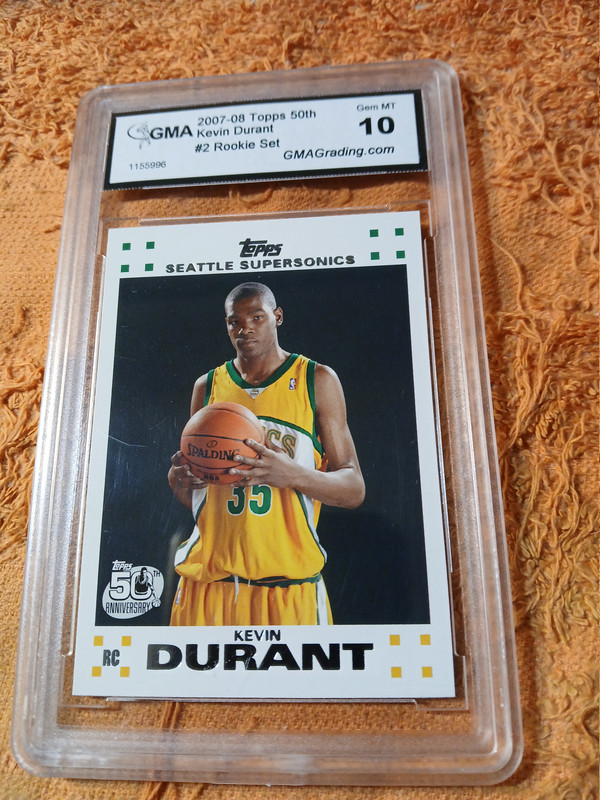 GMA
2007-08 Topps 50th
Kevin Durant
#2 Rookie Set
1155996
Gem MT
10
GMAGrading.com
Topps
SEATTLE SUPERSONICS
SPALDING
35
Topps
50TH
ANNIVERSARY
RC
KEVIN
DURANT